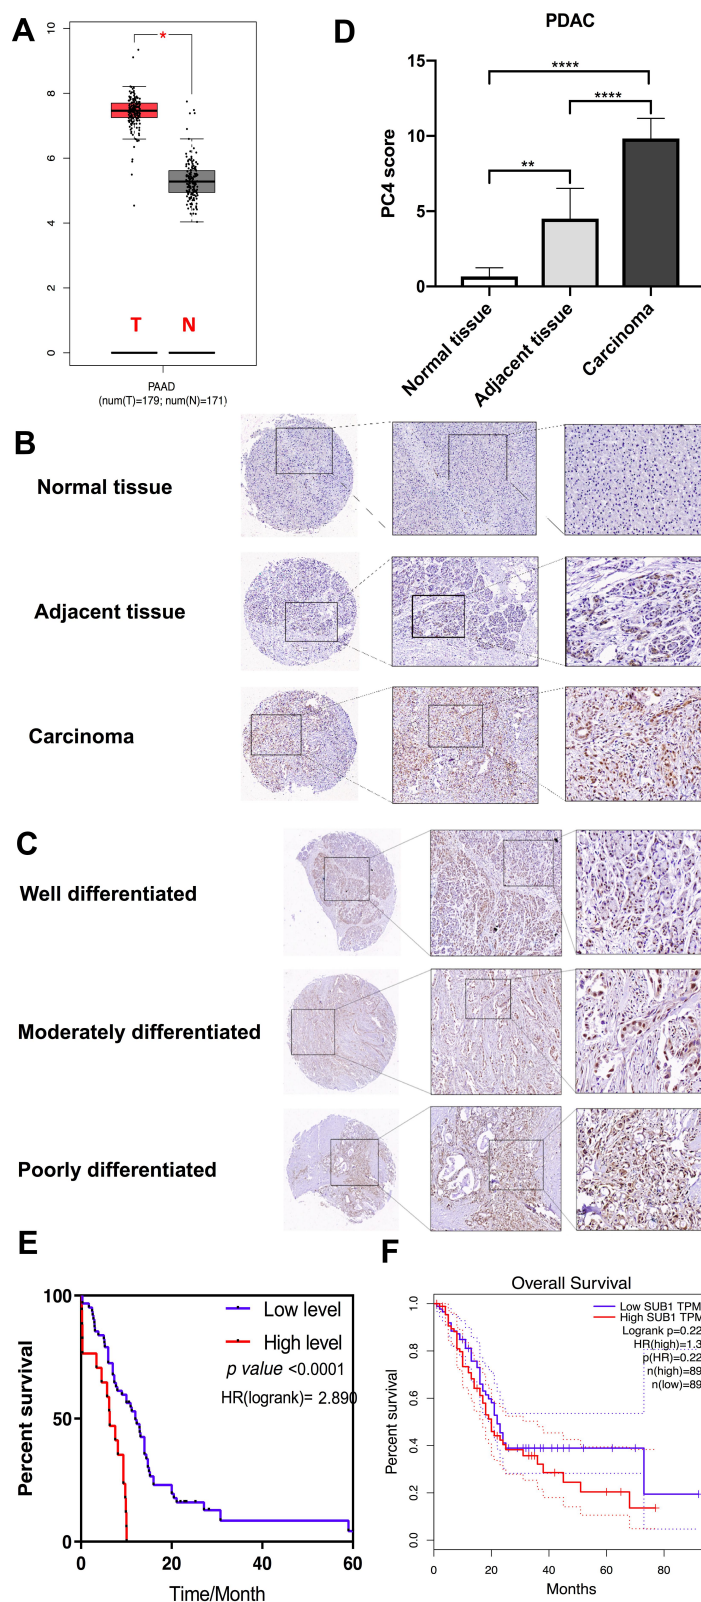 A
10
8
6
4
2
0
*
T
N
PAAD
(num(T)=179; num(N)=171)
D
PDAC
PC4 score
15
10
5
0
****
****
**
Normal tissue
Adjacent tissue
Carcinoma
B
Normal tissue
Adjacent tissue
Carcinoma
C
Well differentiated
Moderately differentiated
Poorly differentiated
E
Percent survival
100
50
0
Low level
High level
p value <0.0001
HR(logrank)= 2.890
0
20
40
60
Time/Month
F
Overall Survival
Percent survival
1.0
0.8
0.6
0.4
0.2
0.0
Low SUB1 TPM
High SUB1 TPM
Logrank p=0.22
HR(high)=1.3
p(HR)=0.22
n(high)=89
n(low)=89
0
20
40
60
80
Months